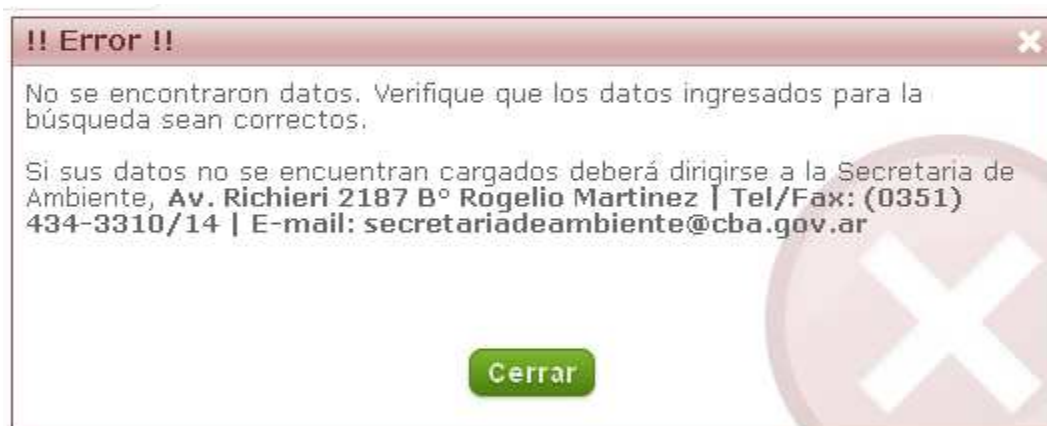 !! Error !!
No se encontraron datos. Verifique que los datos ingresados para la
búsqueda sean correctos.
Si sus datos no se encuentran cargados deberá dirigirse a la Secretaria de
Ambiente, Av. Richieri 2187 Bº Rogelio Martinez | Tel/Fax: (0351)
434-3310/14 | E-mail: secretariadeambiente@cba.gov.ar
Cerrar